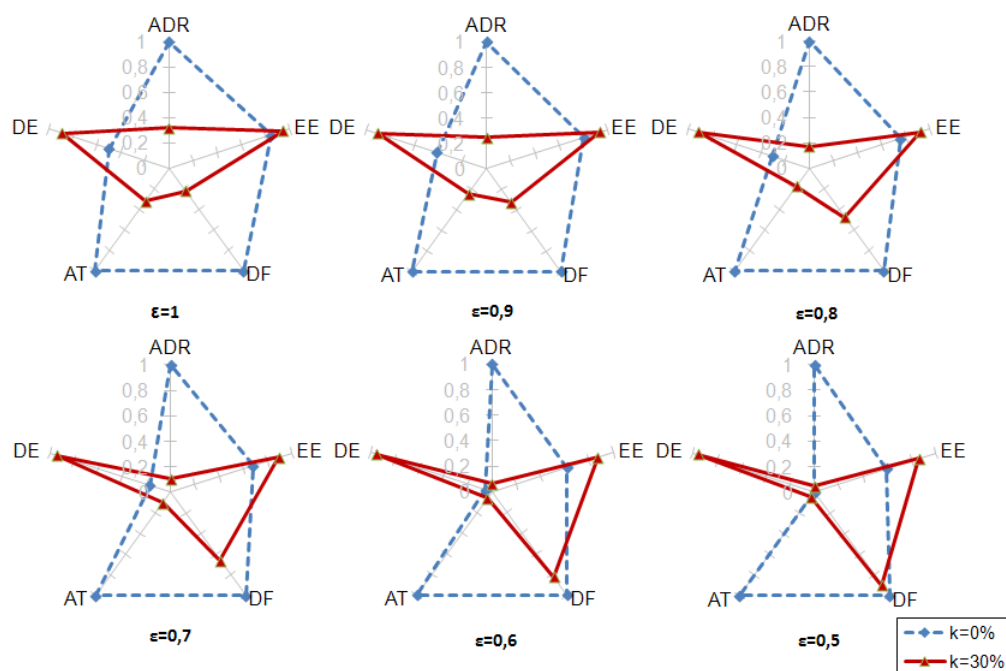 ADR
1
0,8
0,6
0,4
0,2
0
DE
EE
AT
DF
ε=1
ADR
1
0,8
0,6
0,4
0,2
0
DE
EE
AT
DF
ε=0,9
ADR
1
0,8
0,6
0,4
0,2
0
DE
EE
AT
DF
ε=0,8
ADR
1
0,8
0,6
0,4
0,2
0
DE
EE
AT
DF
ε=0,7
ADR
1
0,8
0,6
0,4
0,2
0
DE
EE
AT
DF
ε=0,6
ADR
1
0,8
0,6
0,4
0,2
0
DE
EE
AT
DF
ε=0,5
k=0%
k=30%